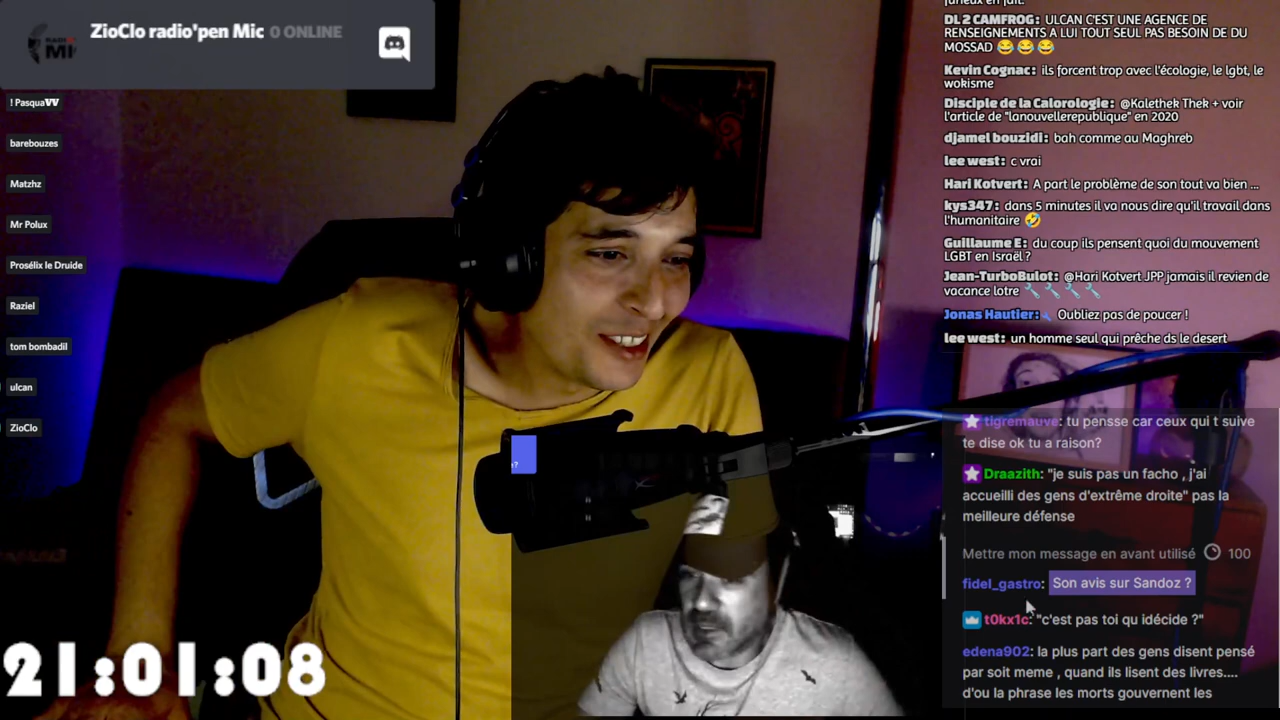 ZioClo radio'pen Mic 0 ONLINE
! PasquaVV
barebouzes
Matzhz
Mr Polux
Prosélix le Druide
Raziel
tom bombadil
ulcan
ZioClo
21:01:08
DL 2 CAMFROG: ULCAN C'EST UNE AGENCE DE
RENSEIGNEMENTS A LUI TOUT SEUL PAS BESOIN DE DU
MOSSAD 😂😂😂
Kevin Cognac: ils forcent trop avec l'écologie, le lgbt, le
wokisme
Disciple de la Calorologie: @Kalethek Thek + voir
l'article de "lanouvellerepublique" en 2020
djamel bouzidi: bah comme au Maghreb
lee west: c vrai
Hari Kotvert: A part le problème de son tout va bien ...
kys347: dans 5 minutes il va nous dire qu'il travail dans
l'humanitaire 🤣
Guillaume E: du coup ils pensent quoi du mouvement
LGBT en Israël ?
Jean-TurboBulot: @Hari Kotvert JPP jamais il revien de
vacance lotre 🔧🔧🔧🔧
Jonas Hautier:🔧 Oubliez pas de poucer !
lee west: un homme seul qui prêche ds le desert
tigremauve: tu pensse car ceux qui t suive
te dise ok tu a raison?
Draazith: "je suis pas un facho , j'ai
accueilli des gens d'extrême droite" pas la
meilleure défense
Mettre mon message en avant utilisé 100
fidel_gastro: Son avis sur Sandoz ?
t0kx1c: "c'est pas toi qu idécide ?"
edena902: la plus part des gens disent pensé
par soit meme , quand ils lisent des livres....
d'ou la phrase les morts gouvernent les